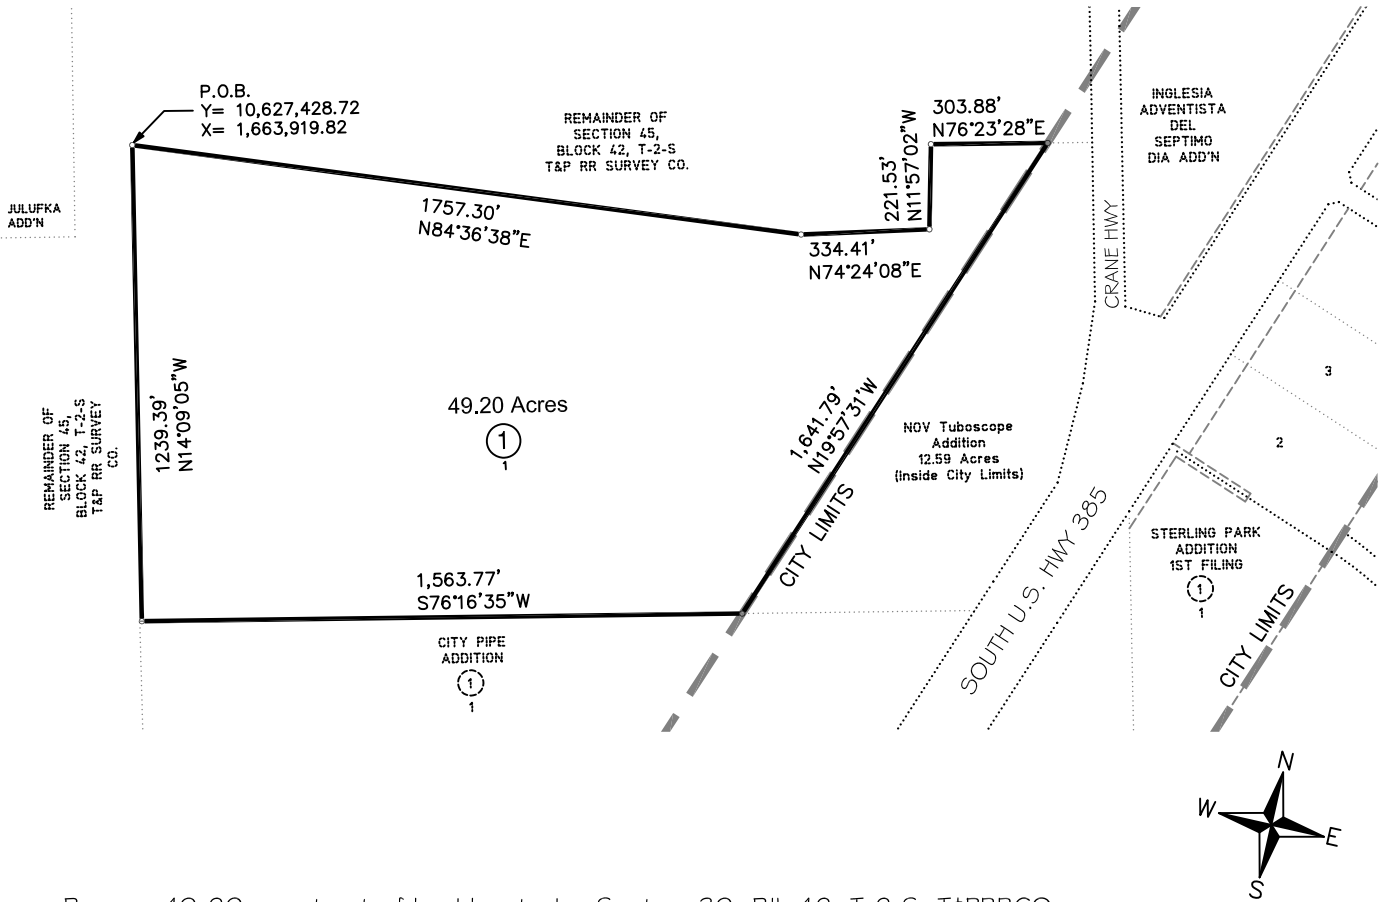 P.O.B.
Y= 10,627,428.72
X= 1,663,919.82
REMAINDER OF
SECTION 45,
BLOCK 42, T-2-S
T&P RR SURVEY CO.
303.88'
N76°23'28"E
INGLESIA
ADVENTISTA
DEL
SEPTIMO
DIA ADD'N
221.53'
N11°57'02"W
JULUFKA
ADD'N
1757.30'
N84°36'38"E
334.41'
N74°24'08"E
CRANE HWY
1239.39'
N14°09'05"W
REMAINDER OF
SECTION 45,
BLOCK 42, T-2-S
T&P RR SURVEY
CO.
49.20 Acres
1
1
1,641.79'
N19°57'31"W
NOV Tuboscope
Addition
12.59 Acres
(Inside City Limits)
3
2
CITY LIMITS
SOUTH U.S. HWY 385
STERLING PARK
ADDITION
1ST FILING
1
1
CITY LIMITS
1,563.77'
S76°16'35"W
CITY PIPE
ADDITION
1
1
N
W
E
S